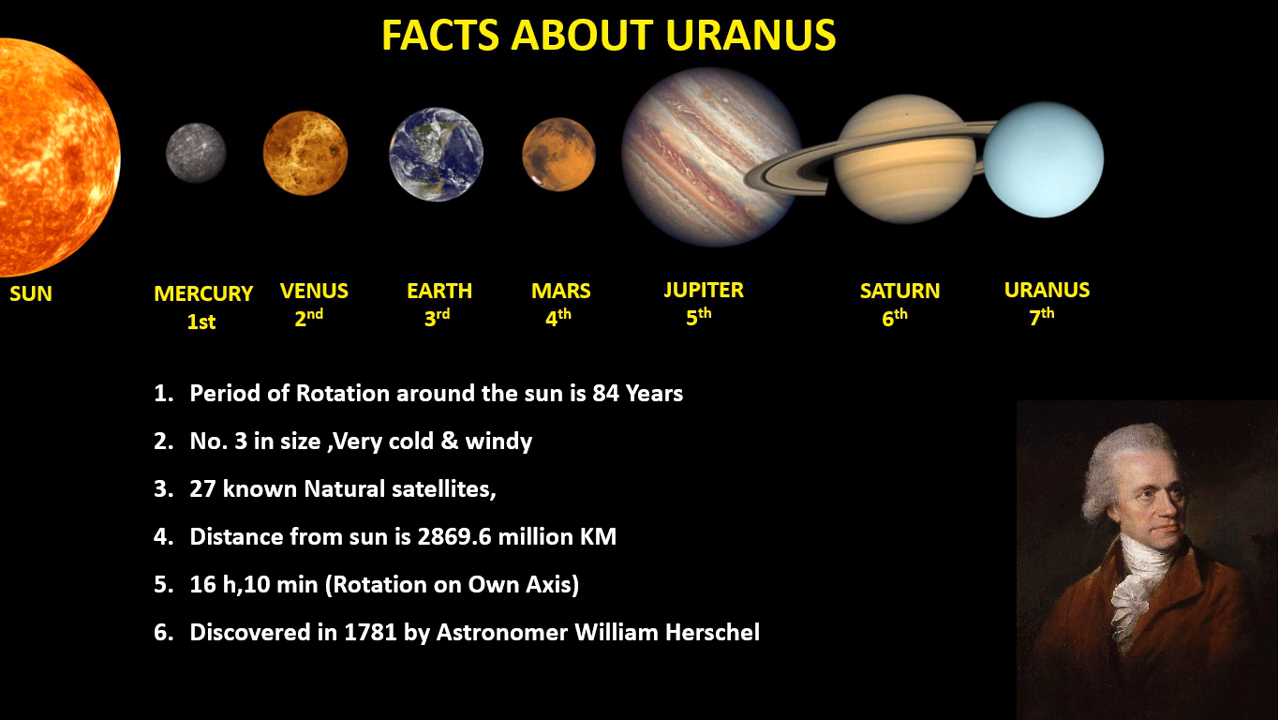 FACTS ABOUT URANUS
SUN
MERCURY
1st
VENUS
2nd
EARTH
3rd
MARS
4th
JUPITER
5th
SATURN
6th
URANUS
7th
1. Period of Rotation around the sun is 84 Years
2. No. 3 in size ,Very cold & windy
3. 27 known Natural satellites,
4. Distance from sun is 2869.6 million KM
5. 16 h,10 min (Rotation on Own Axis)
6. Discovered in 1781 by Astronomer William Herschel